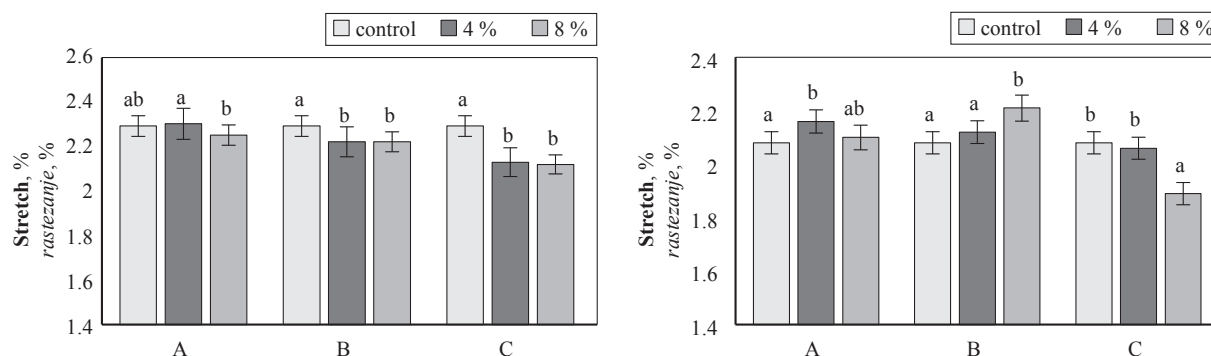 control 4 % 8 %
Stretch, %
rastezanje, %
2.6
2.4
2.2
2
1.8
1.6
1.4
ab a b a b b a b b
A B C
control 4 % 8 %
Stretch, %
rastezanje, %
2.4
2.2
2
1.8
1.6
1.4
a b ab a a b b b a
A B C